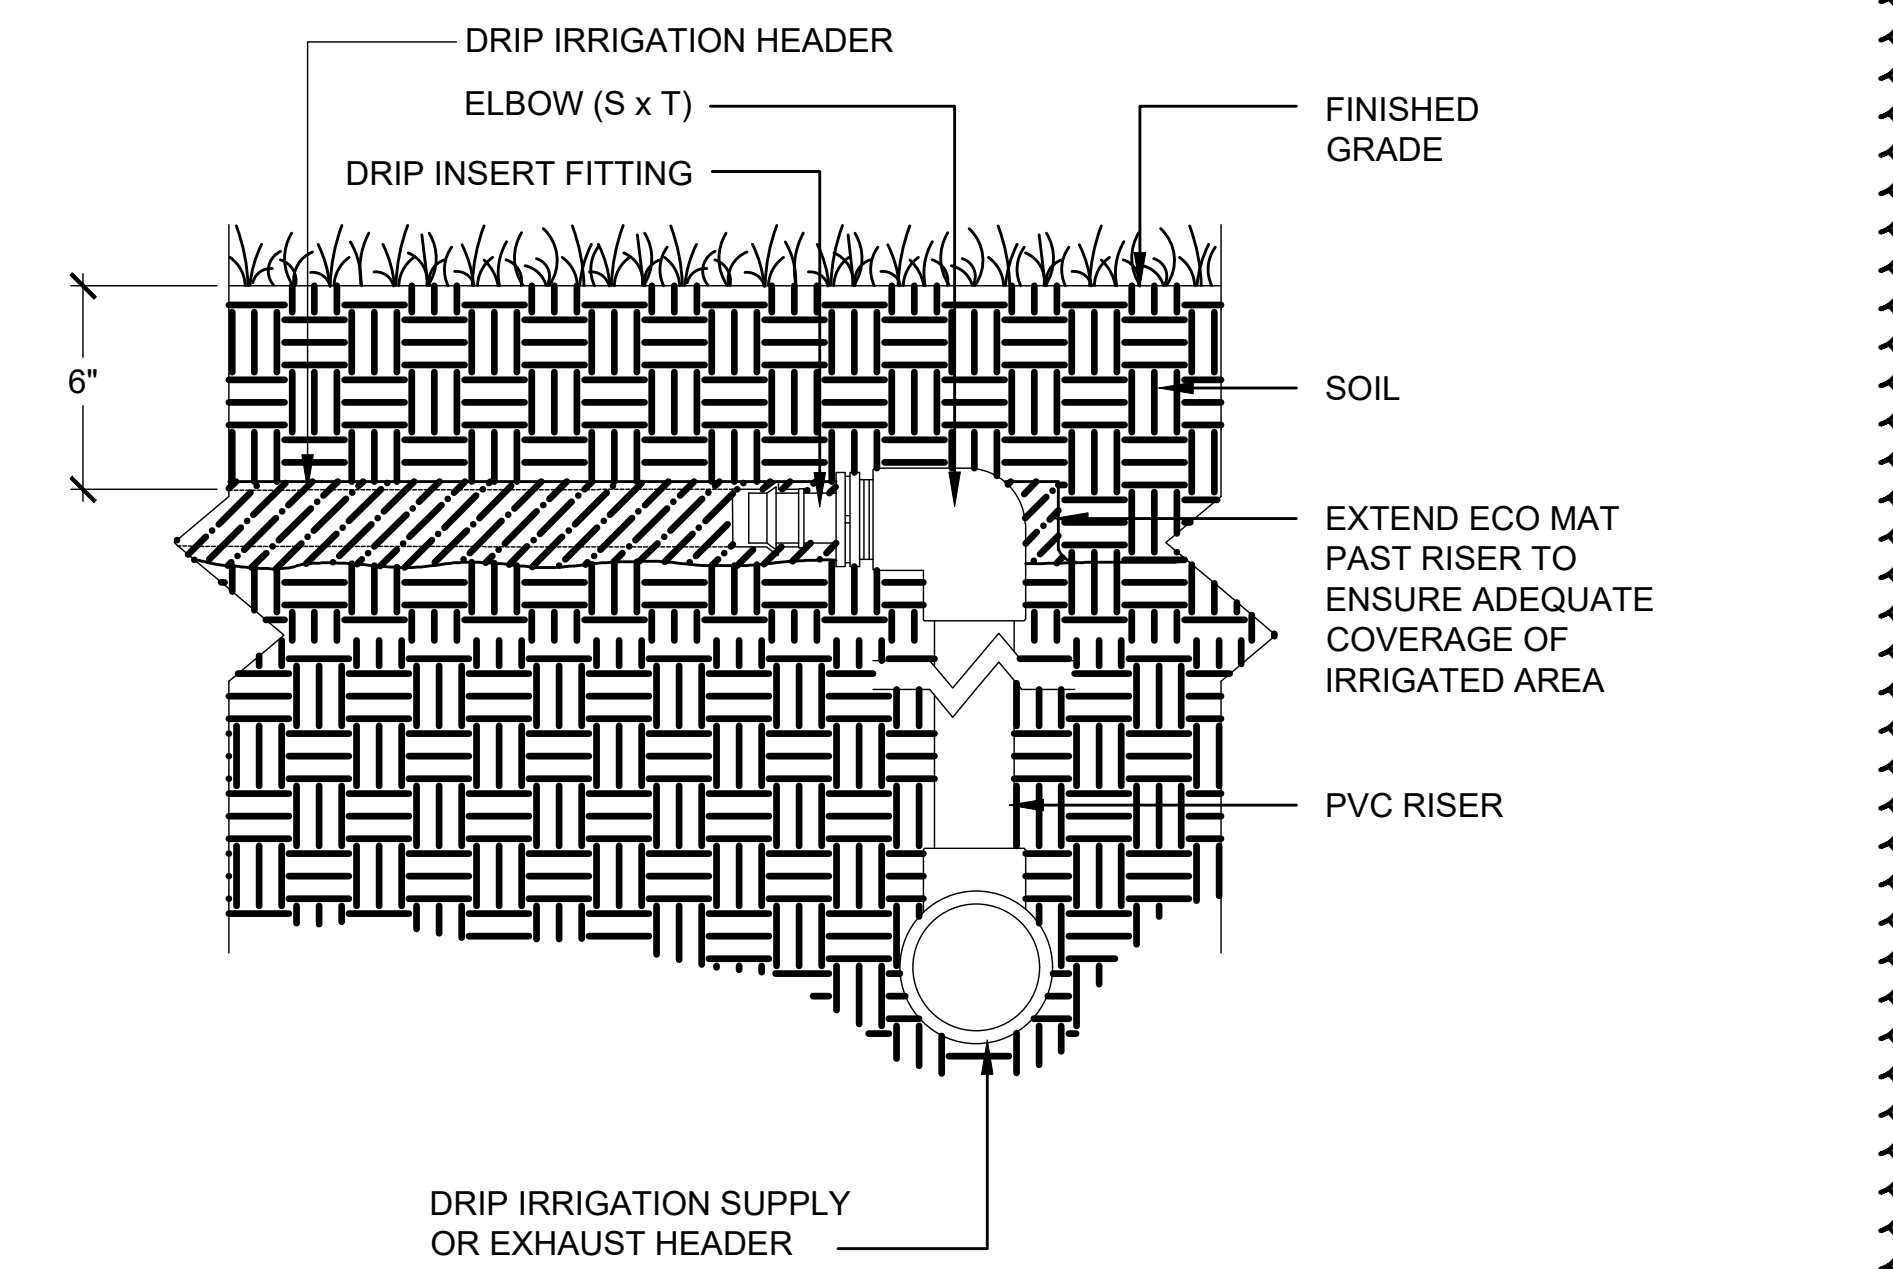 DRIP IRRIGATION HEADER
ELBOW (S x T)
DRIP INSERT FITTING
FINISHED
GRADE
6"
SOIL
EXTEND ECO MAT
PAST RISER TO
ENSURE ADEQUATE
COVERAGE OF
IRRIGATED AREA
PVC RISER
DRIP IRRIGATION SUPPLY
OR EXHAUST HEADER